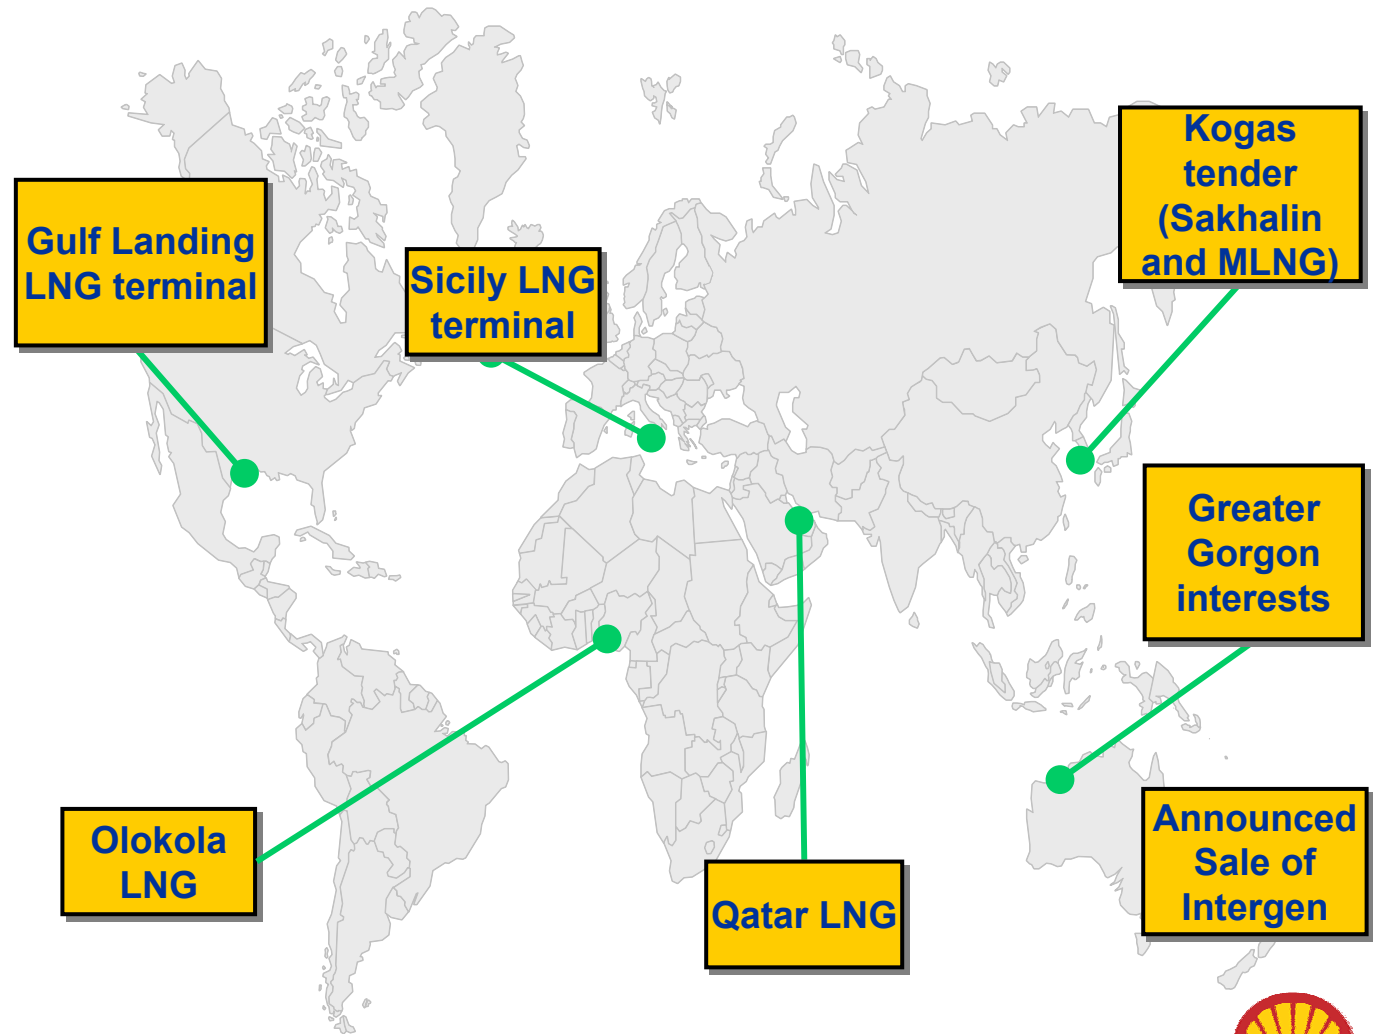 Kogas
tender
(Sakhalin
and MLNG)
Gulf Landing
LNG terminal
Sicily LNG
terminal
Greater
Gorgon
interests
Olokola
LNG
Qatar LNG
Announced
Sale of
Intergen